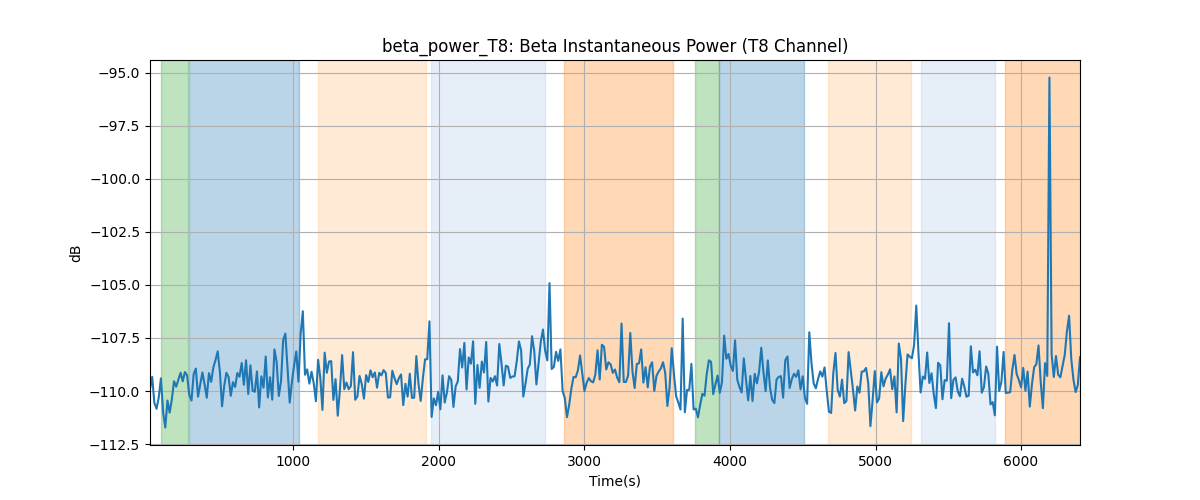 beta_power_T8: Beta Instantaneous Power (T8 Channel)
−95.0
−97.5
−100.0
−102.5
−105.0
−107.5
−110.0
−112.5
dB
1000 2000 3000 4000 5000 6000
Time(s)